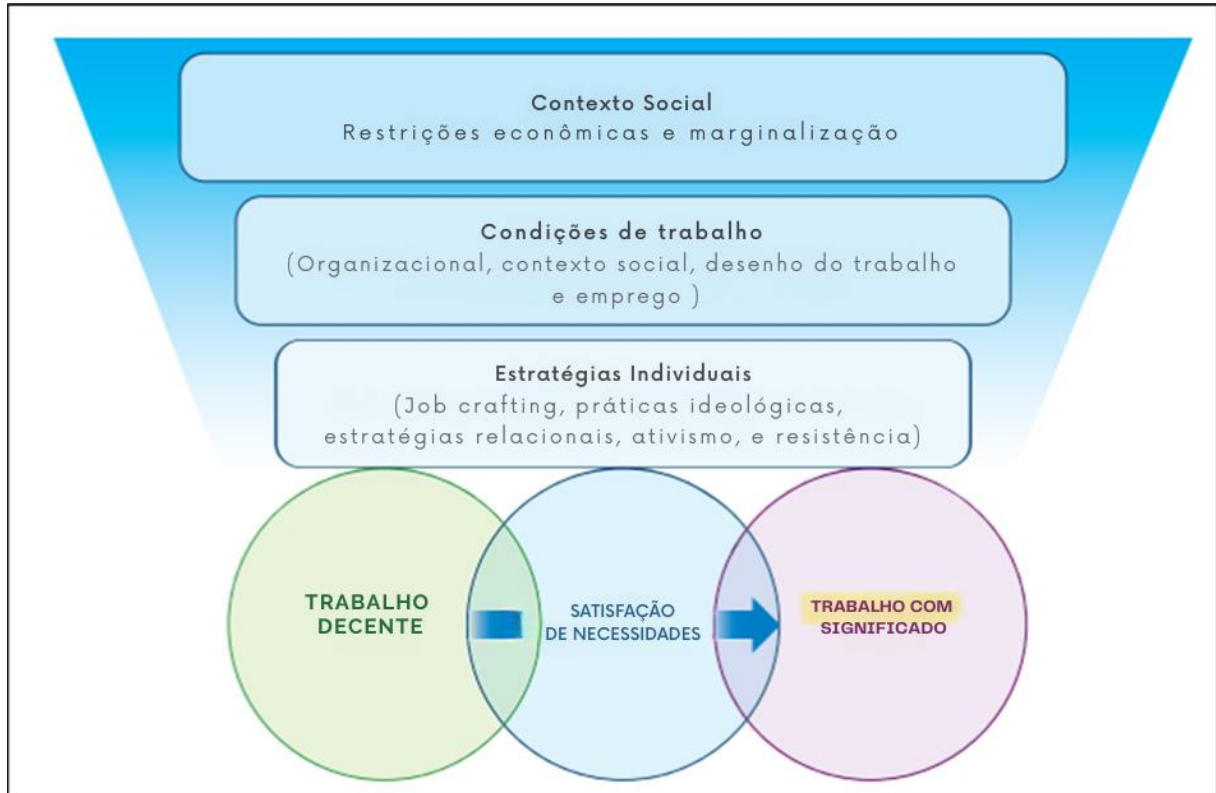 Contexto Social
Restrições econômicas e marginalização
Condições de trabalho
(Organizacional, contexto social, desenho do trabalho
e emprego )
Estratégias Individuais
(Job crafting, práticas ideológicas,
estratégias relacionais, ativismo, e resistência)
TRABALHO
DECENTE
SATISFAÇÃO
DE NECESSIDADES
TRABALHO COM
SIGNIFICADO